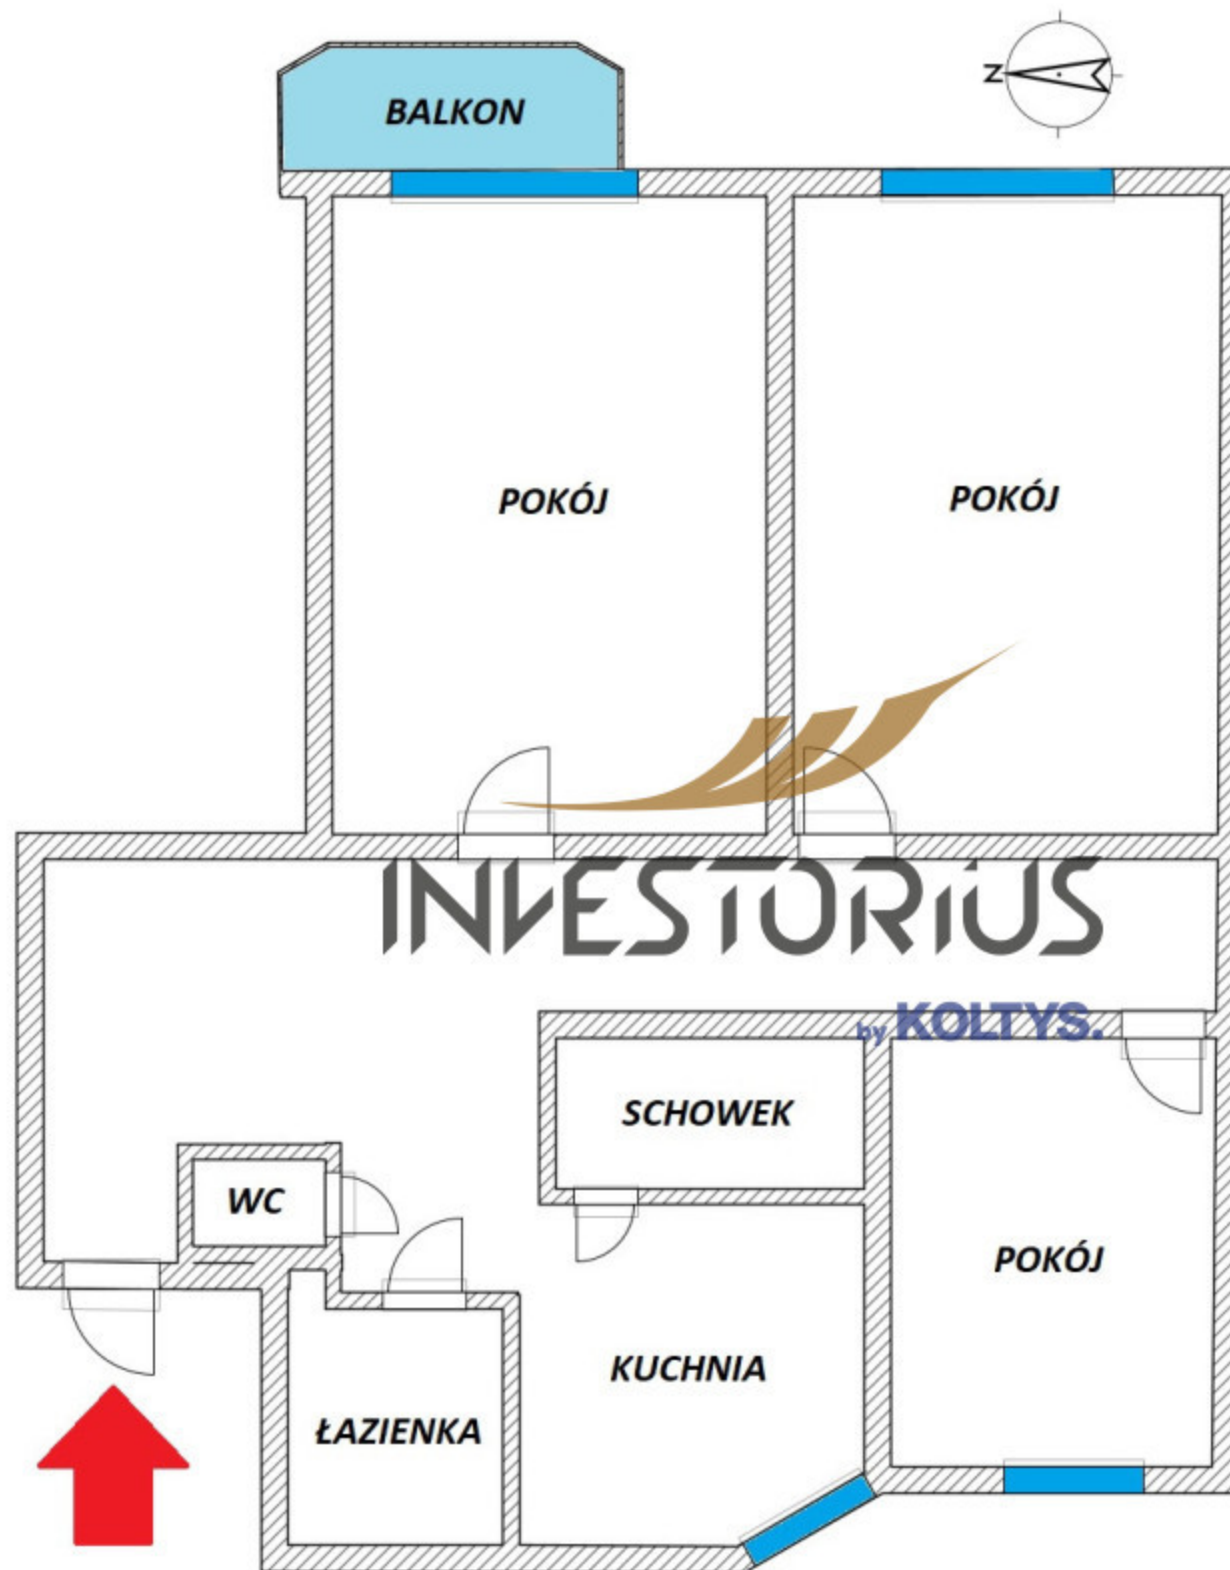 BALKON
Z
POKÓJ
POKÓJ
INVESTORIUS
by KOLTYS.
SCHOWEK
WC
POKÓJ
KUCHNIA
ŁAZIENKA